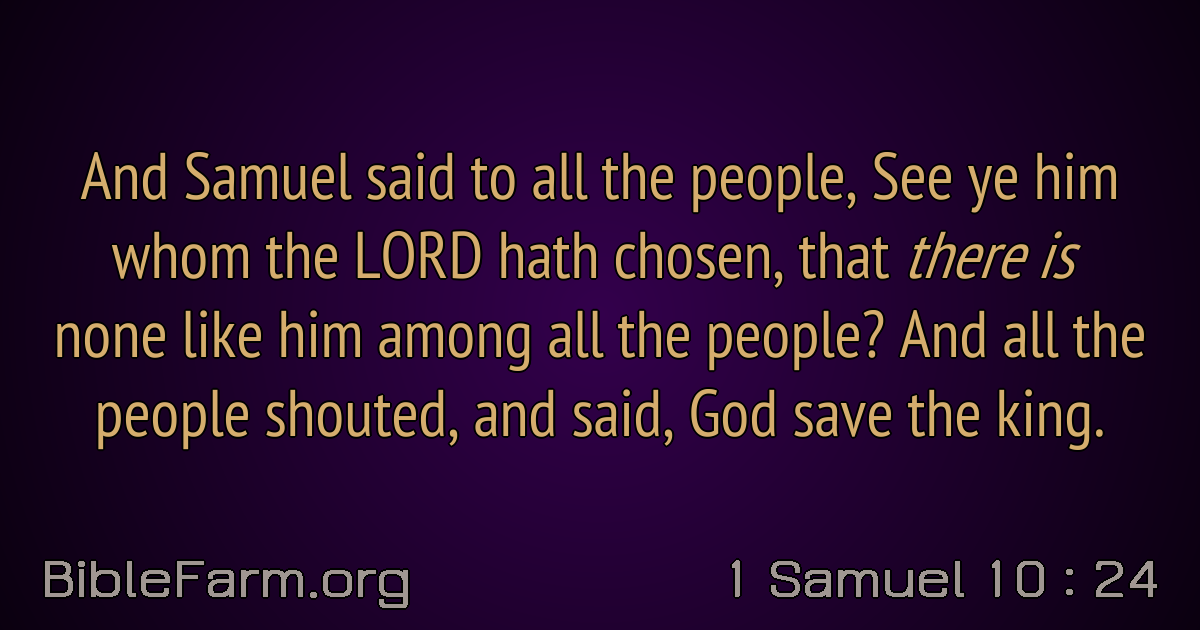 And Samuel said to all the people, See ye him
whom the LORD hath chosen, that there is
none like him among all the people? And all the
people shouted, and said, God save the king.
BibleFarm.org
1 Samuel 10 : 24